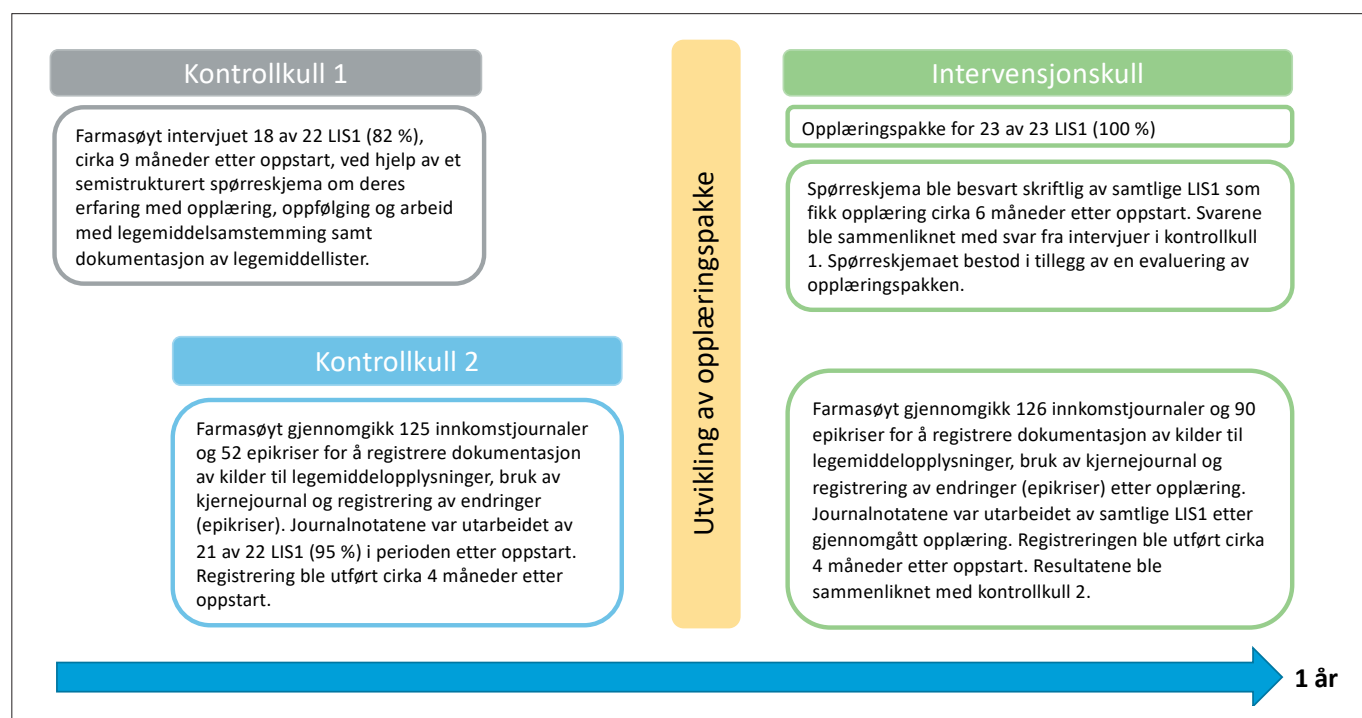 Kontrollkull 1
Farmasøyt intervjuet 18 av 22 LIS1 (82 %),
cirka 9 måneder etter oppstart, ved hjelp av et
semistrukturert spørreskjema om deres
erfaring med opplæring, oppfølging og arbeid
med legemiddelsamstemming samt
dokumentasjon av legemiddellister.
Kontrollkull 2
Farmasøyt gjennomgikk 125 innkomstjournaler
og 52 epikriser for å registrere dokumentasjon
av kilder til legemiddelopplysninger, bruk av
kjernejournal og registrering av endringer
(epikriser). Journalnotatene var utarbeidet av
21 av 22 LIS1 (95 %) i perioden etter oppstart.
Registrering ble utført cirka 4 måneder etter
oppstart.
Utvikling av opplæringspakke
Intervensjonskull
Opplæringspakke for 23 av 23 LIS1 (100 %)
Spørreskjema ble besvart skriftlig av samtlige LIS1 som
fikk opplæring cirka 6 måneder etter oppstart. Svarene
ble sammenliknet med svar fra intervjuer i kontrollkull
1. Spørreskjemaet bestod i tillegg av en evaluering av
opplæringspakken.
Farmasøyt gjennomgikk 126 innkomstjournaler og 90
epikriser for å registrere dokumentasjon av kilder til
legemiddelopplysninger, bruk av kjernejournal og
registrering av endringer (epikriser) etter opplæring.
Journalnotatene var utarbeidet av samtlige LIS1 etter
gjennomgått opplæring. Registreringen ble utført cirka
4 måneder etter oppstart. Resultatene ble
sammenliknet med kontrollkull 2.
1 år